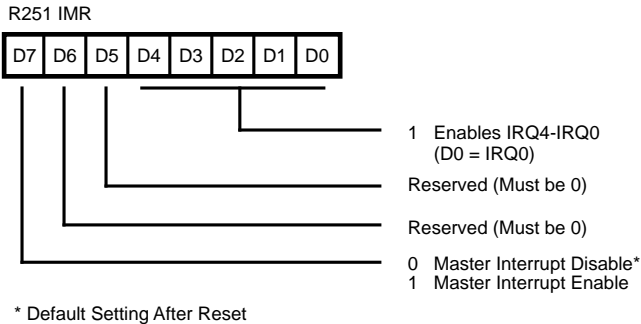 R251 IMR
D7 D6 D5 D4 D3 D2 D1 D0
1 Enables IRQ4-IRQ0
(D0 = IRQ0)
Reserved (Must be 0)
Reserved (Must be 0)
0 Master Interrupt Disable*
1 Master Interrupt Enable
* Default Setting After Reset